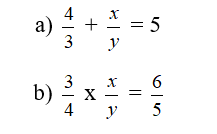 a) 4/3 + x/y = 5
b) 3/4 x x/y = 6/5